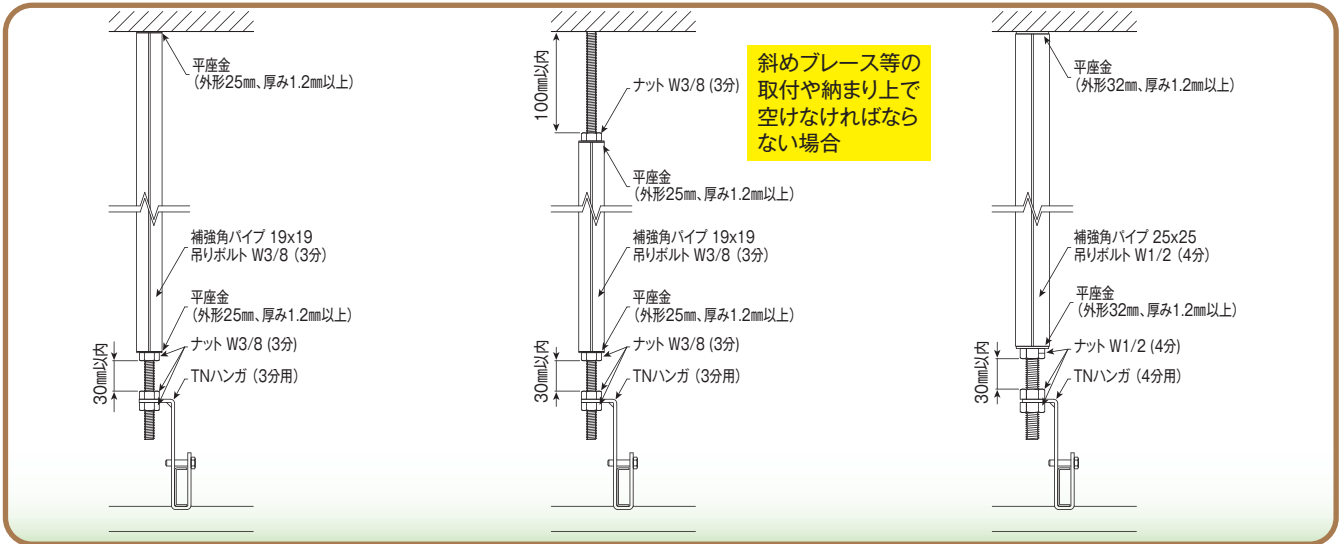 平座金
（外形25㎜、厚み1.2㎜以上）
補強角パイプ 19x19
吊りボルト W3/8（3分）
平座金
（外形25㎜、厚み1.2㎜以上）
ナット W3/8 (3分)
30㎜以内
TNハンガ（3分用）
100㎜以内
ナット W3/8 (3分)
斜めブレース等の
取付や納まり上で
空けなければなら
ない場合
平座金
（外形25㎜、厚み1.2㎜以上）
補強角パイプ 19x19
吊りボルト W3/8（3分）
平座金
（外形25㎜、厚み1.2㎜以上）
ナット W3/8 (3分)
30㎜以内
TNハンガ（3分用）
平座金
（外形32㎜、厚み1.2㎜以上）
補強角パイプ 25x25
吊りボルト W1/2（4分）
平座金
（外形32㎜、厚み1.2㎜以上）
ナット W1/2 (4分)
30㎜以内
TNハンガ（4分用）